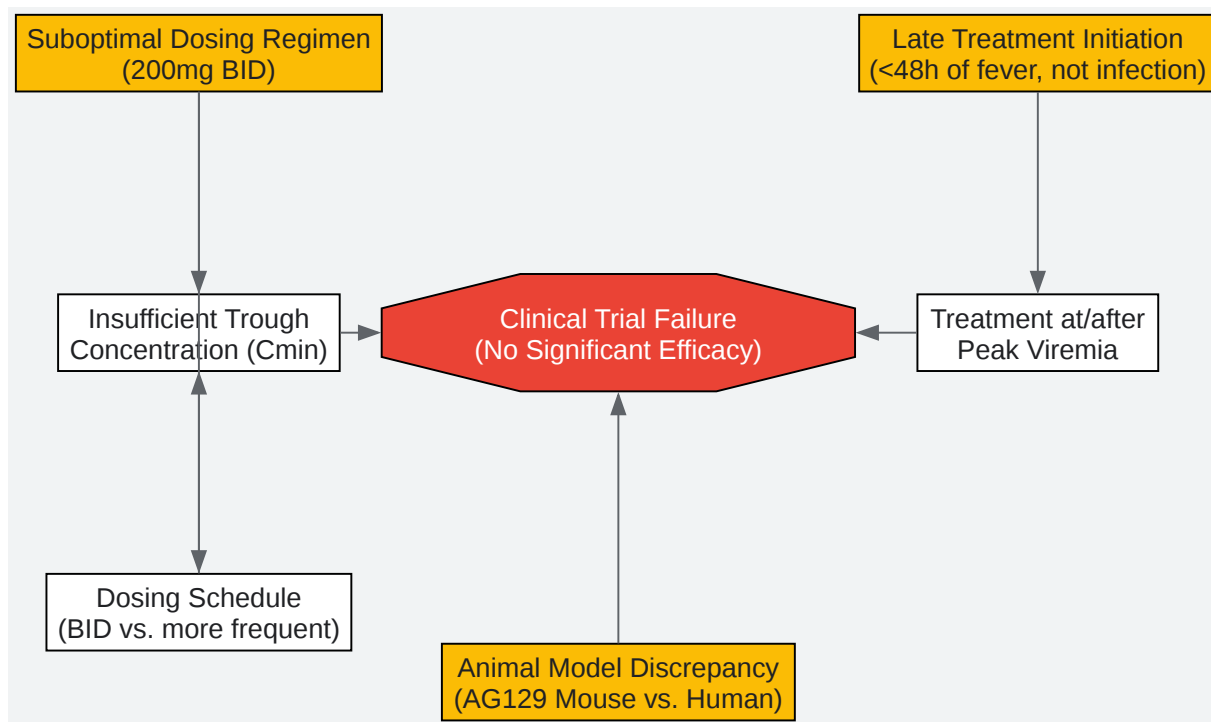 Suboptimal Dosing Regimen
(200mg BID)
Late Treatment Initiation
(<48h of fever, not infection)
Insufficient Trough
Concentration (Cmin)
Clinical Trial Failure
(No Significant Efficacy)
Treatment at/after
Peak Viremia
Dosing Schedule
(BID vs. more frequent)
Animal Model Discrepancy
(AG129 Mouse vs. Human)